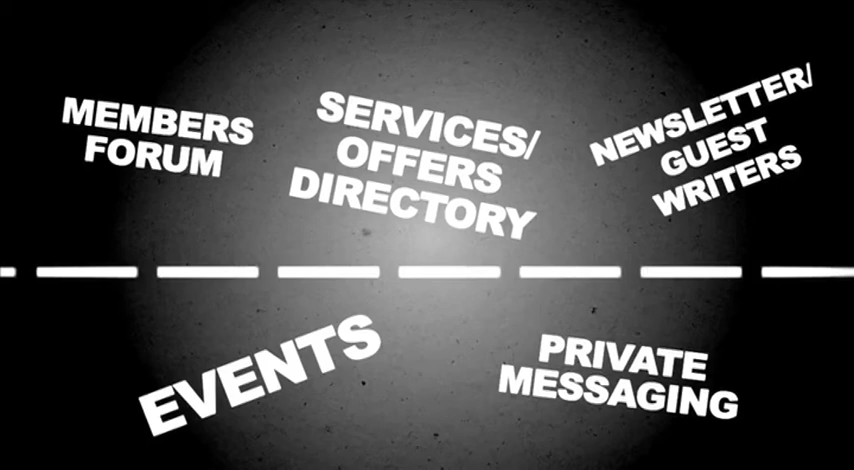 MEMBERS
FORUM
SERVICES/
OFFERS
DIRECTORY
NEWSLETTER/
GUEST
WRITERS
EVENTS
PRIVATE
MESSAGING